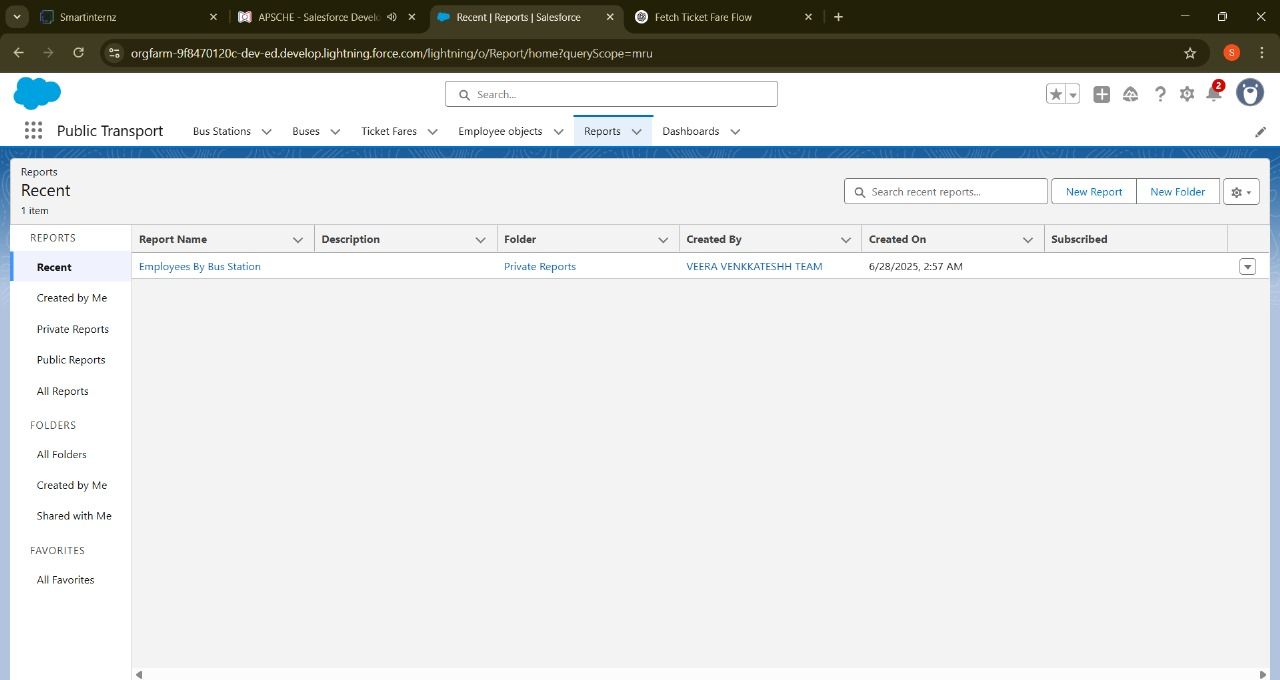 Smartinternz
APSCHE - Salesforce Develo
Recent | Reports | Salesforce
Fetch Ticket Fare Flow
orgfarm-9f8470120c-dev-ed.develop.lightning.force.com/lightning/o/Report/home?queryScope=mru
S
Search...
2
Public Transport
Bus Stations
Buses
Ticket Fares
Employee objects
Reports
Dashboards
Reports
Recent
1 item
Search recent reports...
New Report
New Folder
REPORTS
Report Name
Description
Folder
Created By
Created On
Subscribed
Recent
Employees By Bus Station
Private Reports
VEERA VENKKATESHH TEAM
6/28/2025, 2:57 AM
Created by Me
Private Reports
Public Reports
All Reports
FOLDERS
All Folders
Created by Me
Shared with Me
FAVORITES
All Favorites